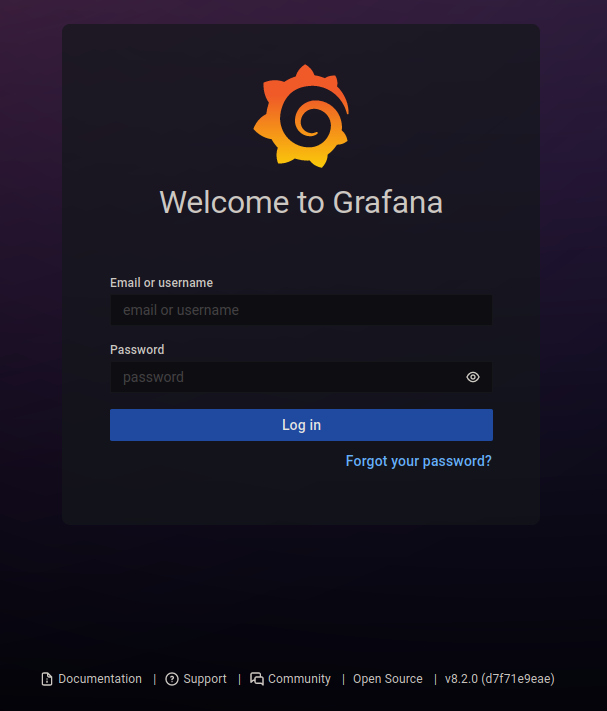 Welcome to Grafana
Email or username
email or username
Password
password
Log in
Forgot your password?
Documentation | Support | Community | Open Source | v8.2.0 (d7f71e9eae)